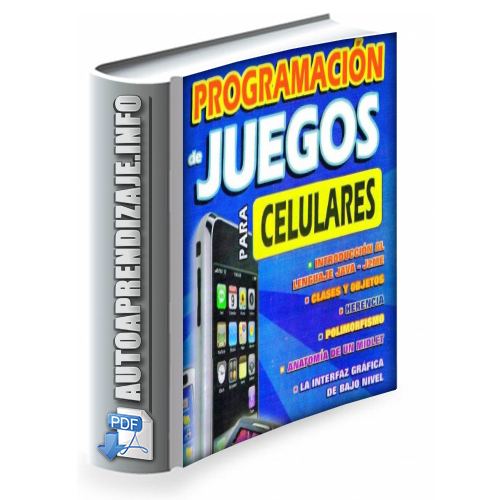 AUTOAPRENDIZAJE.INFO
PDF
PROGRAMACIÓN
de JUEGOS
PARA
CELULARES
INTRODUCCIÓN AL
LENGUAJE JAVA - J2ME
CLASES Y OBJETOS
HERENCIA
POLIMORFISMO
ANATOMÍA DE UN MIDLET
LA INTERFAZ GRÁFICA
DE BAJO NIVEL